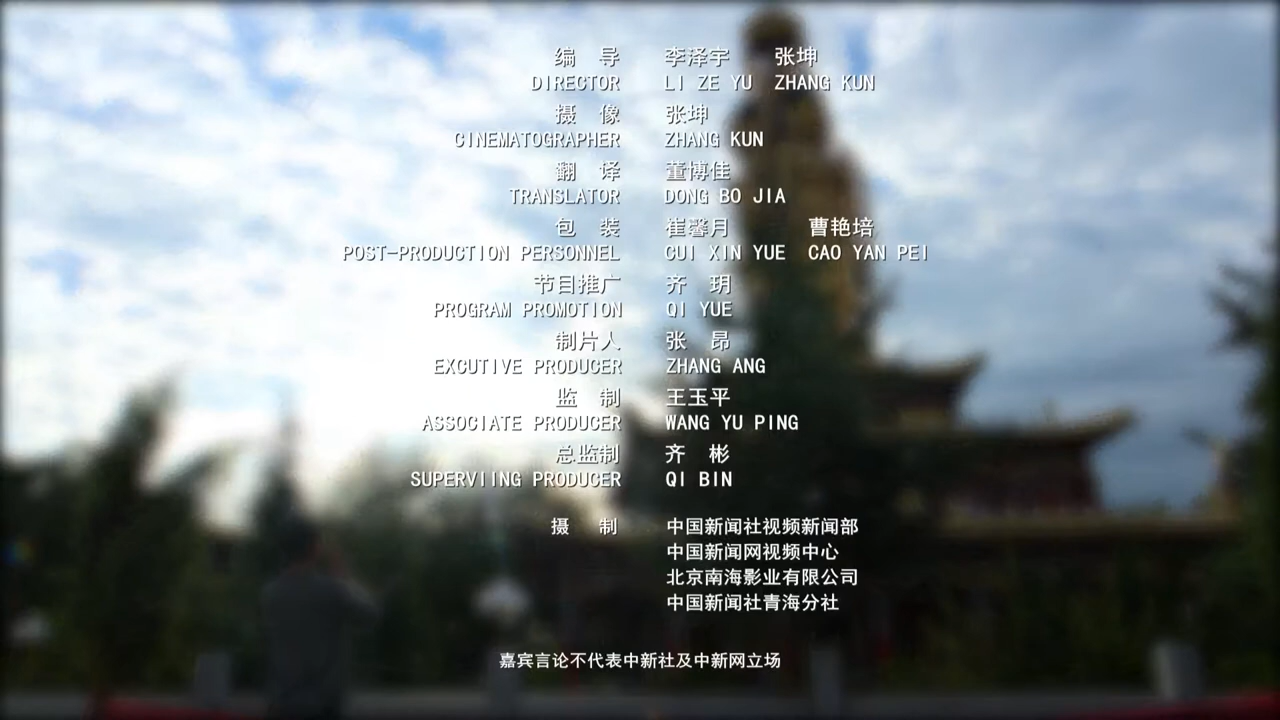 编 导 李泽宇 张坤
DIRECTOR LI ZE YU ZHANG KUN
摄 像 张坤
CINEMATOGRAPHER ZHANG KUN
翻 译 董博佳
TRANSLATOR DONG BO JIA
包 装 崔馨月 曹艳培
POST-PRODUCTION PERSONNEL CUI XIN YUE CAO YAN PEI
节目推广 齐 玥
PROGRAM PROMOTION QI YUE
制片人 张 昂
EXCUTIVE PRODUCER ZHANG ANG
监 制 王玉平
ASSOCIATE PRODUCER WANG YU PING
总监制 齐 彬
SUPERVIING PRODUCER QI BIN
摄 制 中国新闻社视频新闻部
中国新闻网视频中心
北京南海影业有限公司
中国新闻社青海分社
嘉宾言论不代表中新社及中新网立场